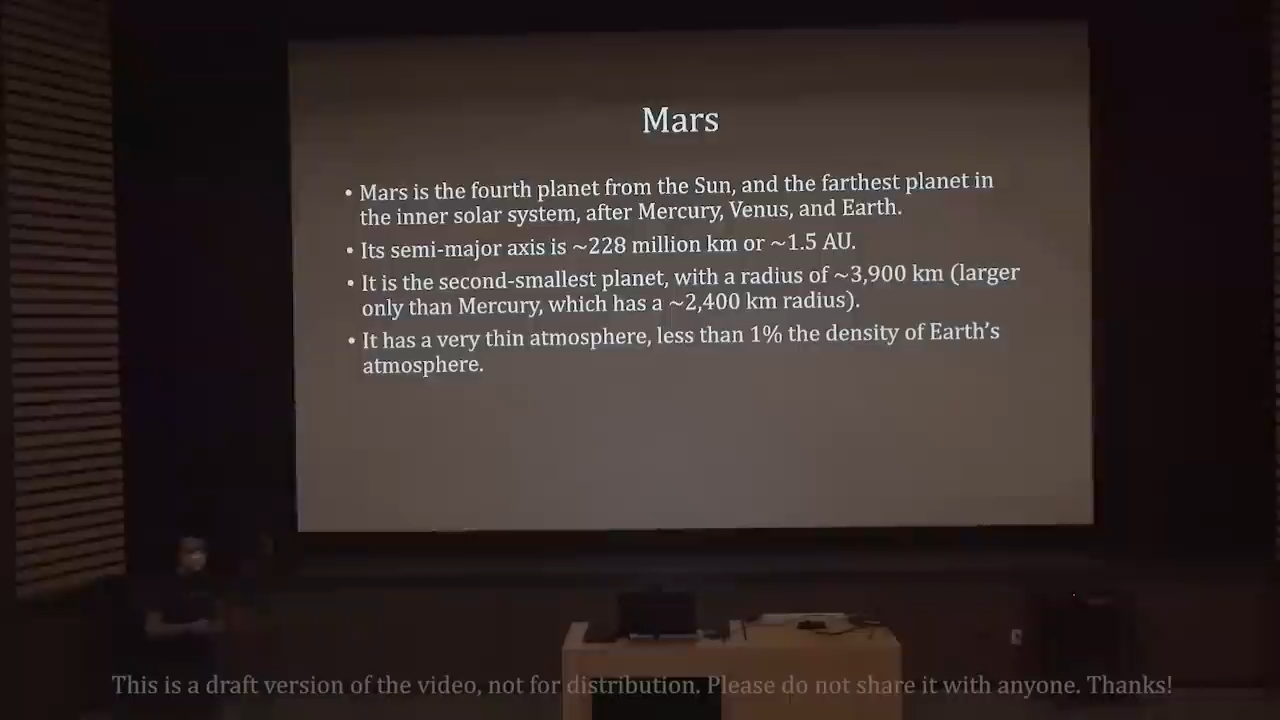 Mars
• Mars is the fourth planet from the Sun, and the farthest planet in
the inner solar system, after Mercury, Venus, and Earth.
• Its semi-major axis is ~228 million km or ~1.5 AU.
• It is the second-smallest planet, with a radius of ~3,900 km (larger
only than Mercury, which has a ~2,400 km radius).
• It has a very thin atmosphere, less than 1% the density of Earth’s
atmosphere.
This is a draft version of the video, not for distribution. Please do not share it with anyone. Thanks!